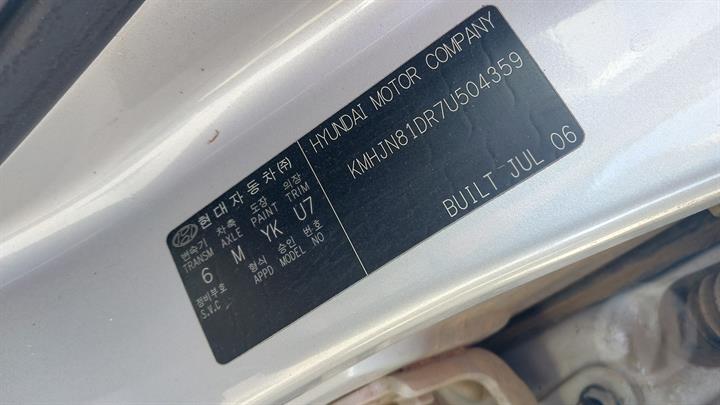 현대자동차(주) HYUNDAI MOTOR COMPANY
변속기 차축 도장 의장
TRANSM AXLE PAINT TRIM
6 M YK U7
KMHJN81DR7U504359
정비부호 형식 승인 번호
S.V.C APPD MODEL NO
BUILT JUL 06